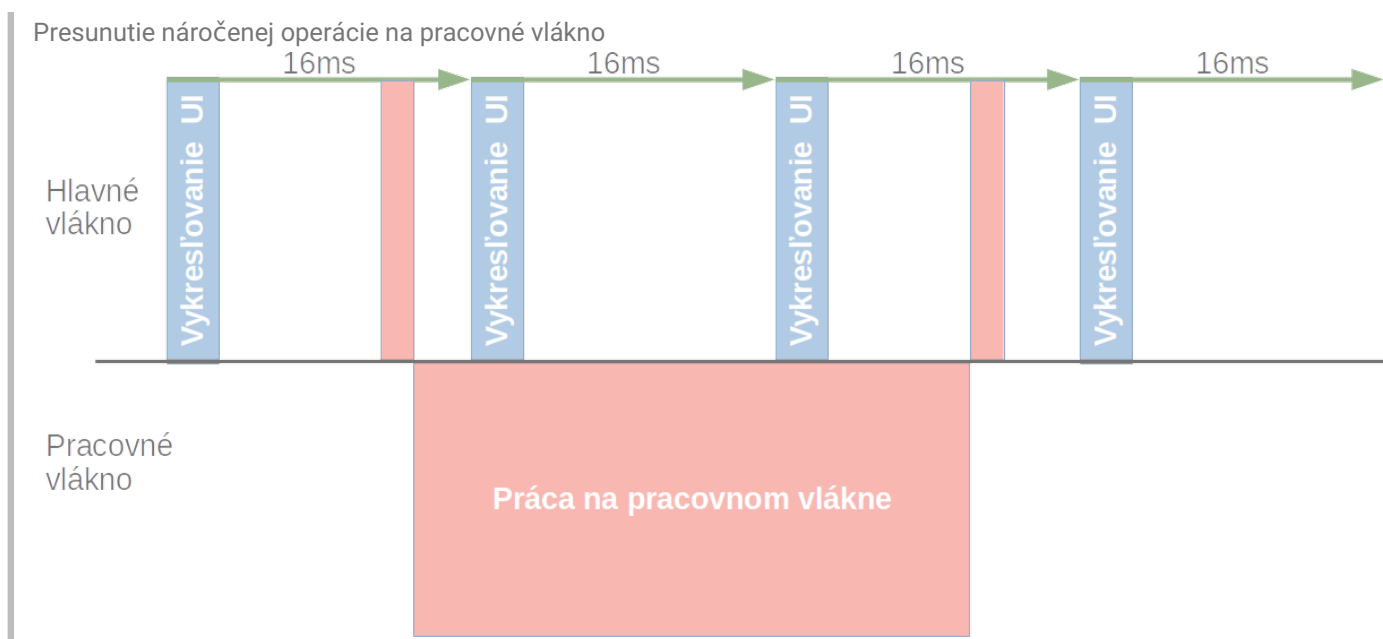 Presunutie náročenej operácie na pracovné vlákno
16ms
16ms
16ms
16ms
Vykresľovanie UI
Vykresľovanie UI
Vykresľovanie UI
Vykresľovanie UI
Hlavné
vlákno
Pracovné
vlákno
Práca na pracovnom vlákne